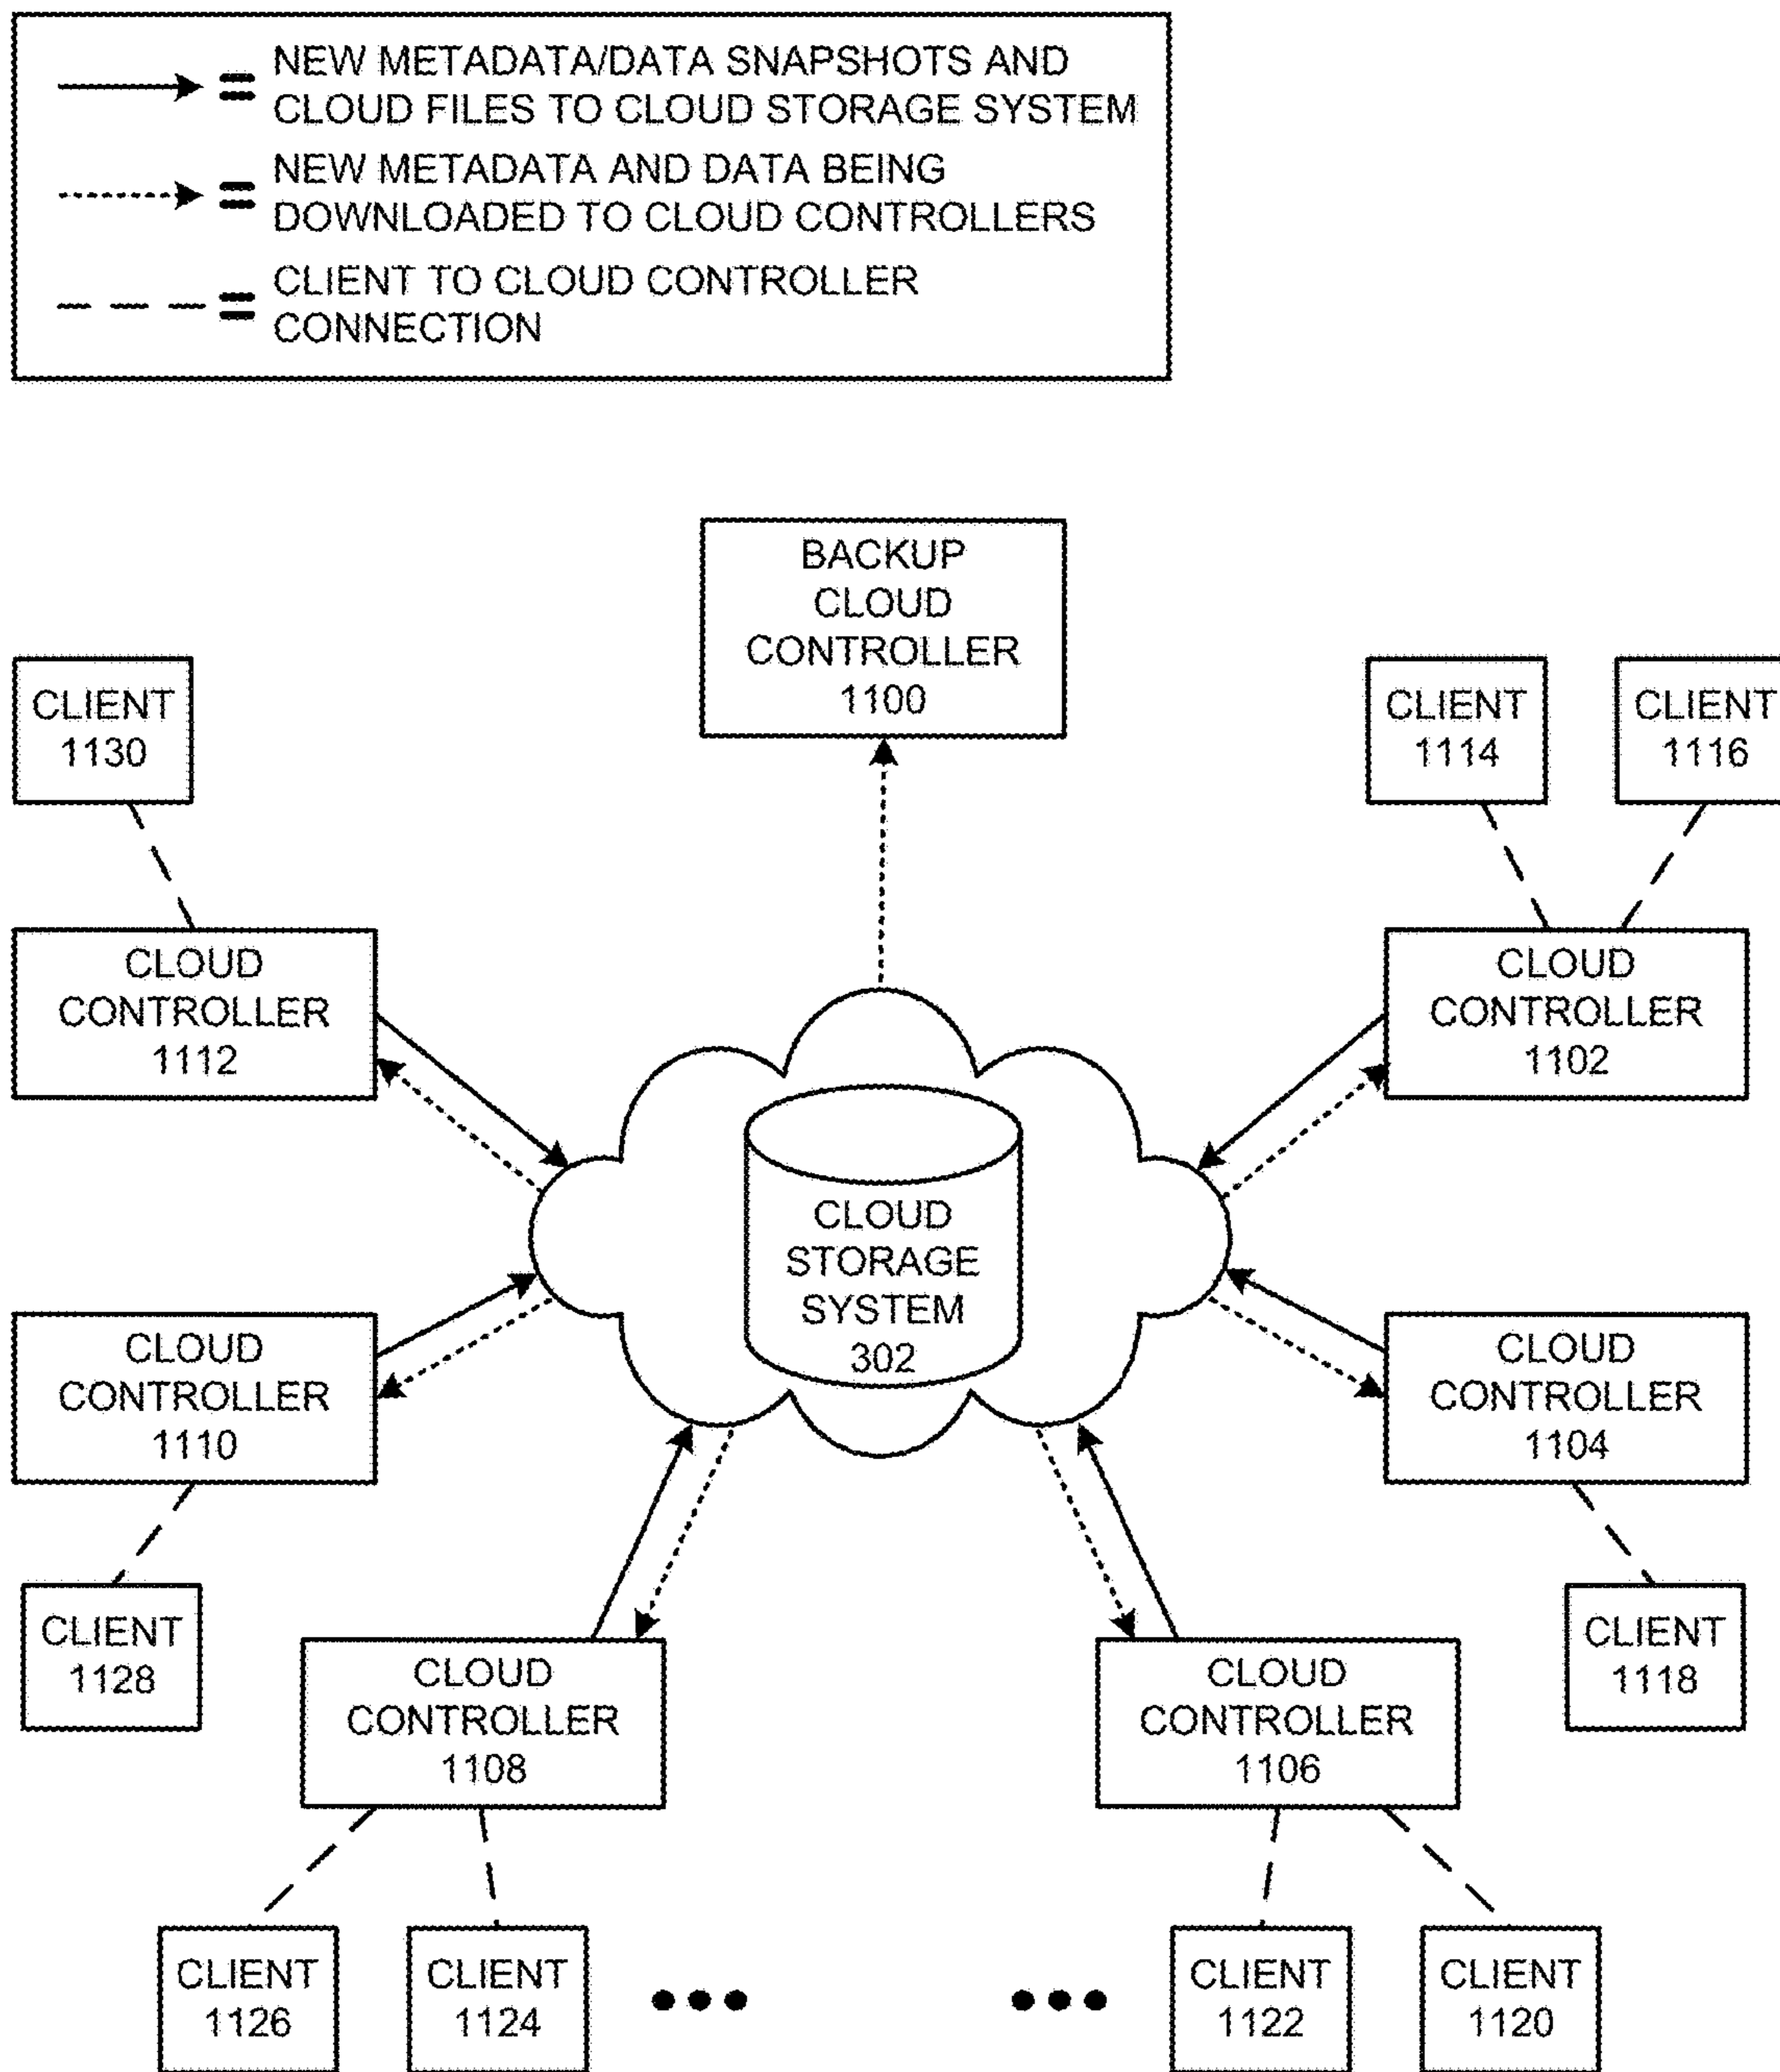 = NEW METADATA/DATA SNAPSHOTS AND
CLOUD FILES TO CLOUD STORAGE SYSTEM
= NEW METADATA AND DATA BEING
DOWNLOADED TO CLOUD CONTROLLERS
= CLIENT TO CLOUD CONTROLLER
CONNECTION
BACKUP
CLOUD
CONTROLLER
1100
CLIENT
1130
CLIENT
1114
CLIENT
1116
CLOUD
CONTROLLER
1112
CLOUD
CONTROLLER
1102
CLOUD
STORAGE
SYSTEM
302
CLOUD
CONTROLLER
1110
CLOUD
CONTROLLER
1104
CLIENT
1128
CLIENT
1118
CLOUD
CONTROLLER
1108
CLOUD
CONTROLLER
1106
CLIENT
1126
CLIENT
1124
CLIENT
1122
CLIENT
1120